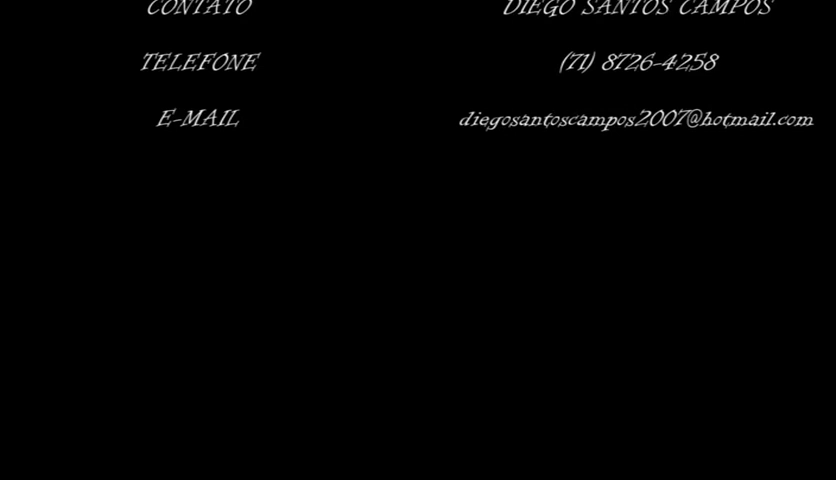 CONTATO DIEGO SANTOS CAMPOS
TELEFONE (71) 8726-4258
E-MAIL diegosantoscampos2007@hotmail.com